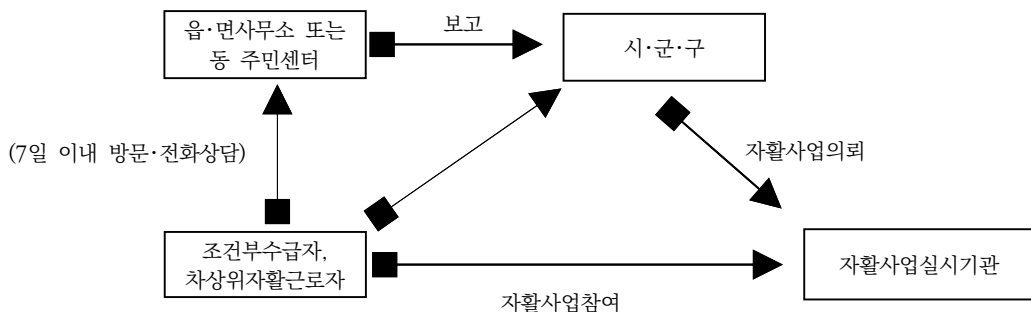 읍·면사무소 또는
동 주민센터
보고
시·군·구
(7일 이내 방문·전화상담)
자활사업의뢰
조건부수급자,
차상위자활근로자
자활사업실시기관
자활사업참여